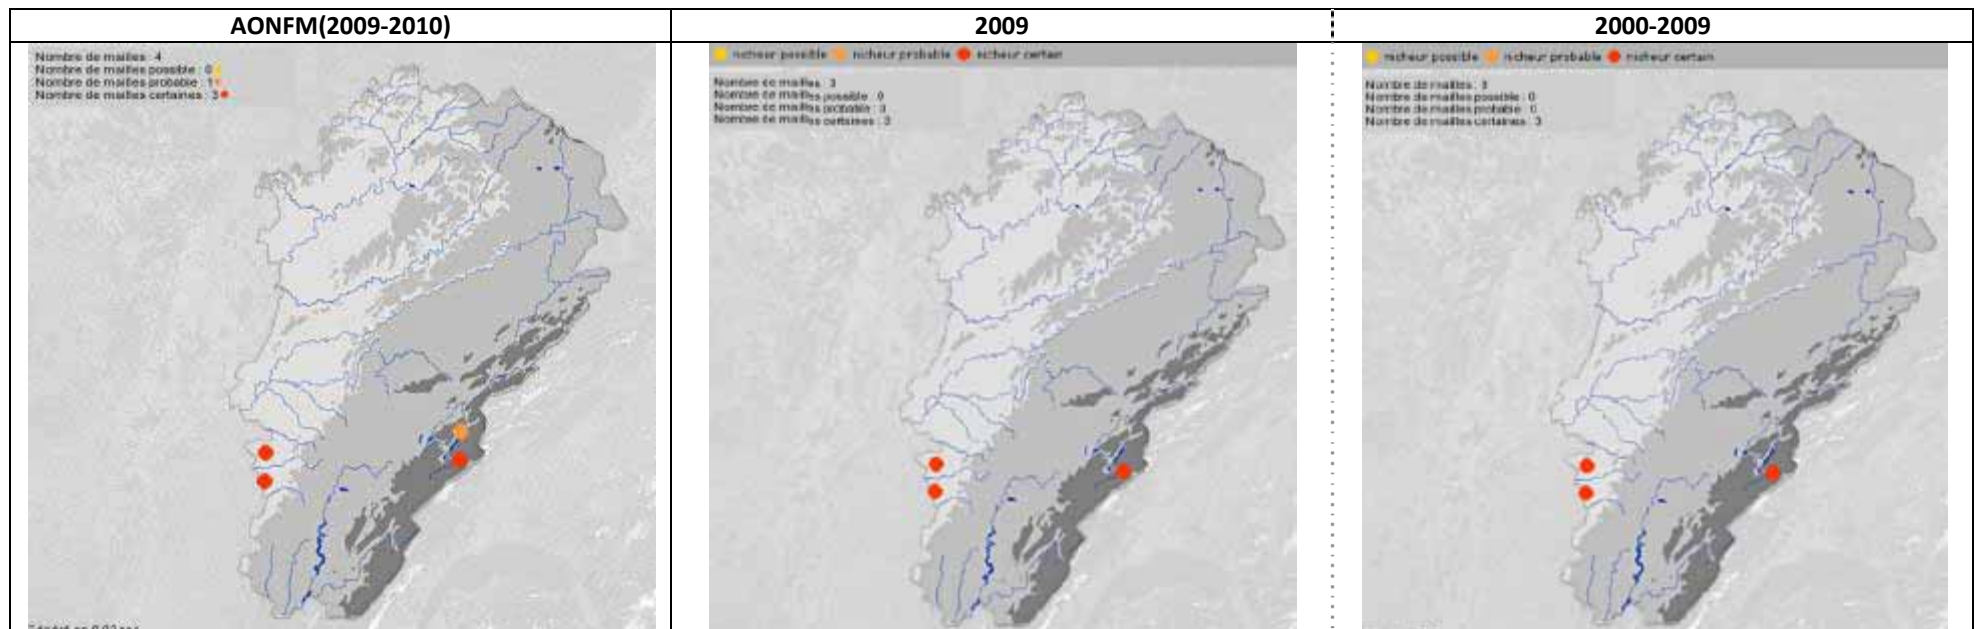 AONFM(2009-2010)
2009
2000-2009
Nombre de mailles : 4
Nombre de mailles possible : 0
Nombre de mailles probable : 1
Nombre de mailles certaines : 3
nicheur possible nicheur probable nicheur certain
Nombre de mailles : 3
Nombre de mailles possible : 0
Nombre de mailles probable : 0
Nombre de mailles certaines : 3
nicheur possible nicheur probable nicheur certain
Nombre de mailles : 3
Nombre de mailles possible : 0
Nombre de mailles probable : 0
Nombre de mailles certaines : 3